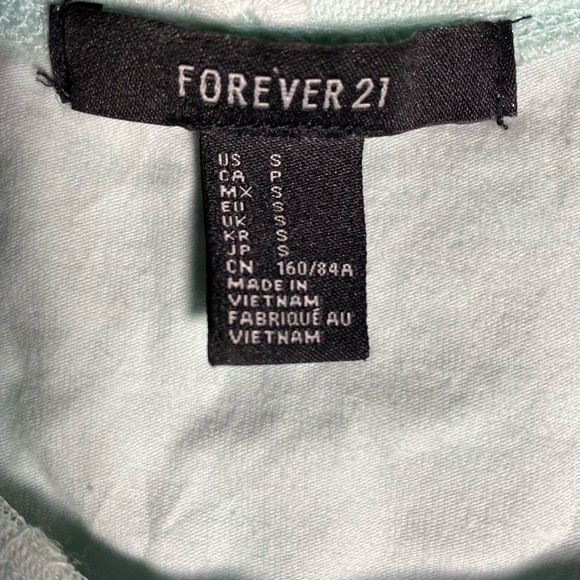 FOREVER 21
US S
CA P
MX S
EU S
UK S
KR S
JP S
CN 160/84A
MADE IN
VIETNAM
FABRIQUÉ AU
VIETNAM